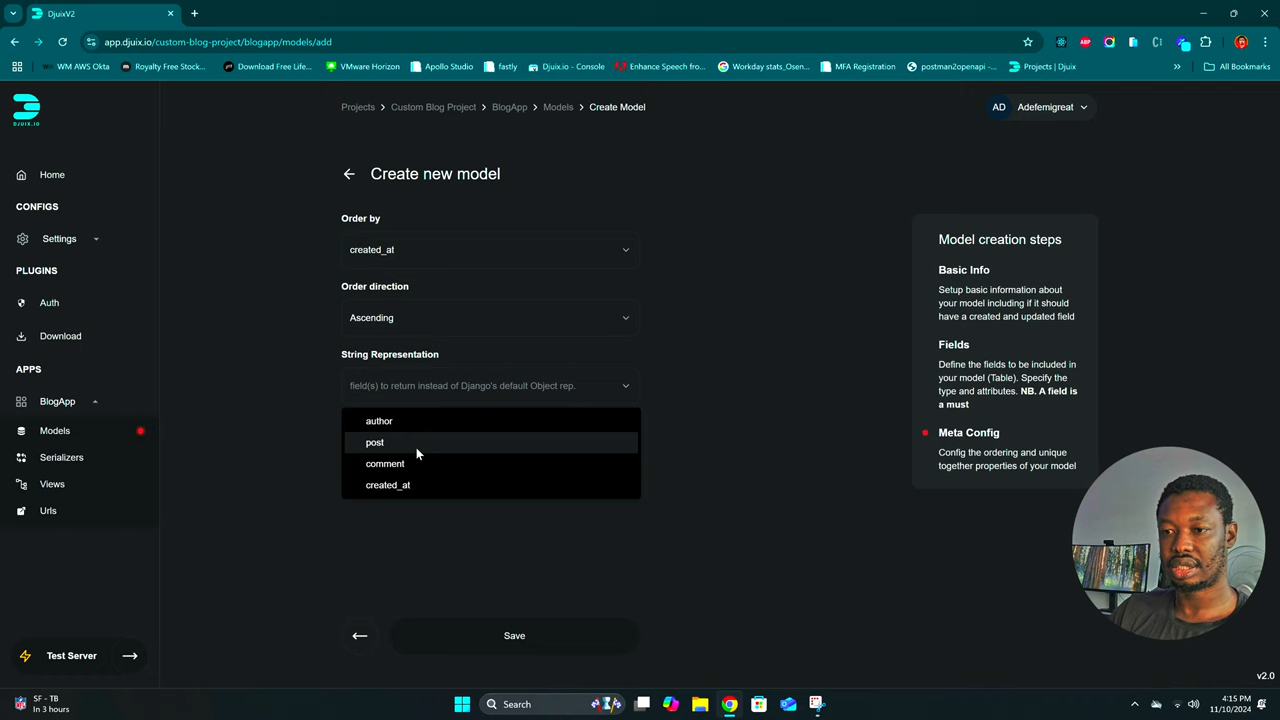 DjuixV2
app.djuix.io/custom-blog-project/blogapp/models/add
WM AWS Okta
Royalty Free Stock...
Download Free Life...
VMware Horizon
Apollo Studio
fastly
Djuix.io - Console
Enhance Speech fro...
Workday stats_Osen...
MFA Registration
postman2openapi -...
Projects | Djuix
All Bookmarks
DJUIX.IO
Projects
Custom Blog Project
BlogApp
Models
Create Model
AD
Adefemigreat
Home
CONFIGS
Settings
PLUGINS
Auth
Download
APPS
BlogApp
Models
Serializers
Views
Urls
Test Server
Create new model
Order by
created_at
Order direction
Ascending
String Representation
field(s) to return instead of Django's default Object rep.
author
post
comment
created_at
Save
Model creation steps
Basic Info
Setup basic information about
your model including if it should
have a created and updated field
Fields
Define the fields to be included in
your model (Table). Specify the
type and attributes. NB. A field is
a must
Meta Config
Config the ordering and unique
together properties of your model
v2.0
SF - TB
In 3 hours
Search
4:15 PM
11/10/2024